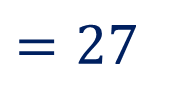 = 27